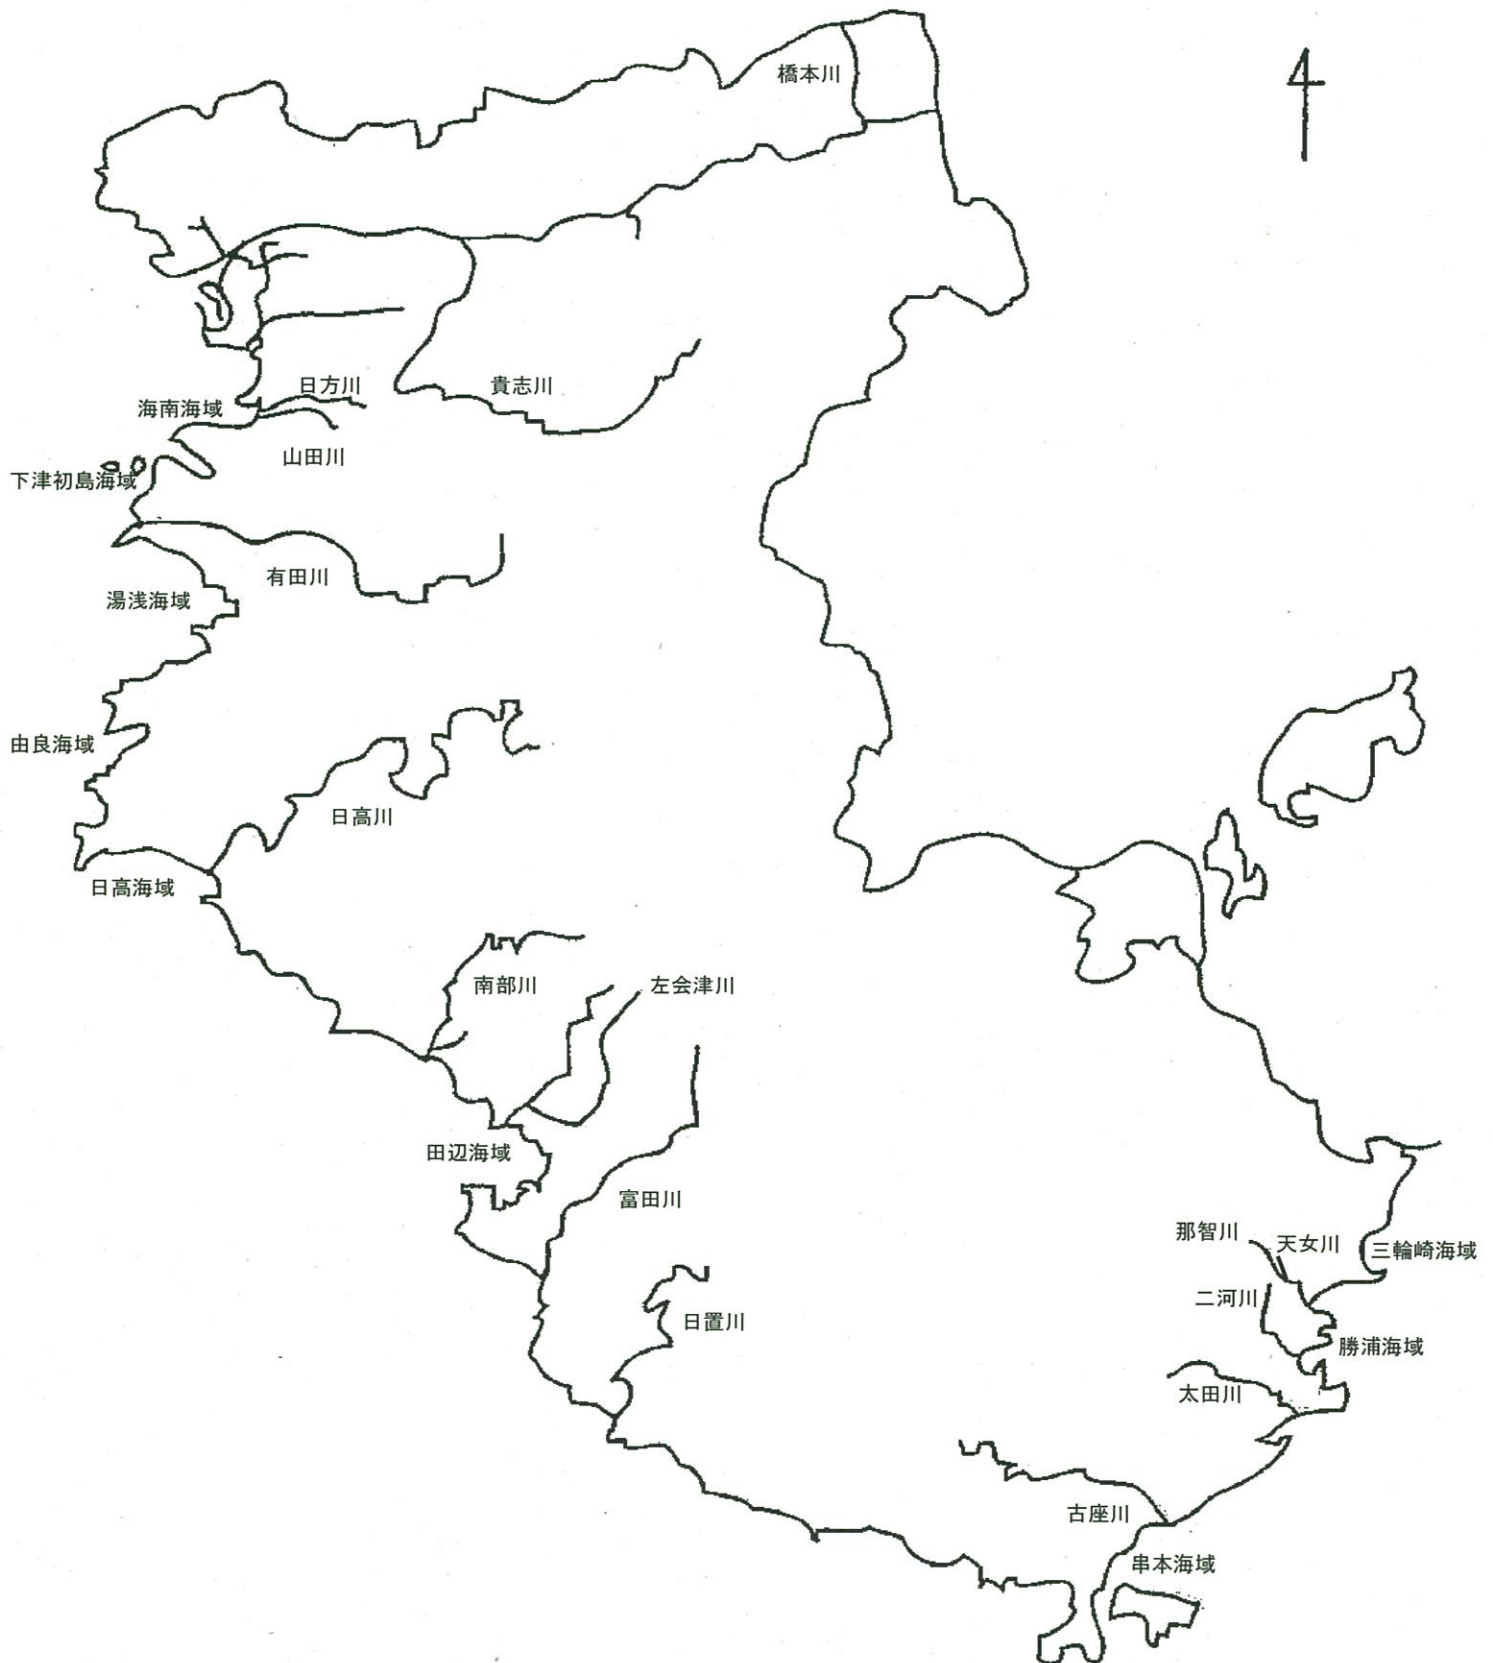 橋本川
日方川
貴志川
海南海域
山田川
下津初島海域
有田川
湯浅海域
由良海域
日高川
日高海域
南部川
左会津川
田辺海域
富田川
那智川
天女川
三輪崎海域
二河川
日置川
勝浦海域
太田川
古座川
串本海域